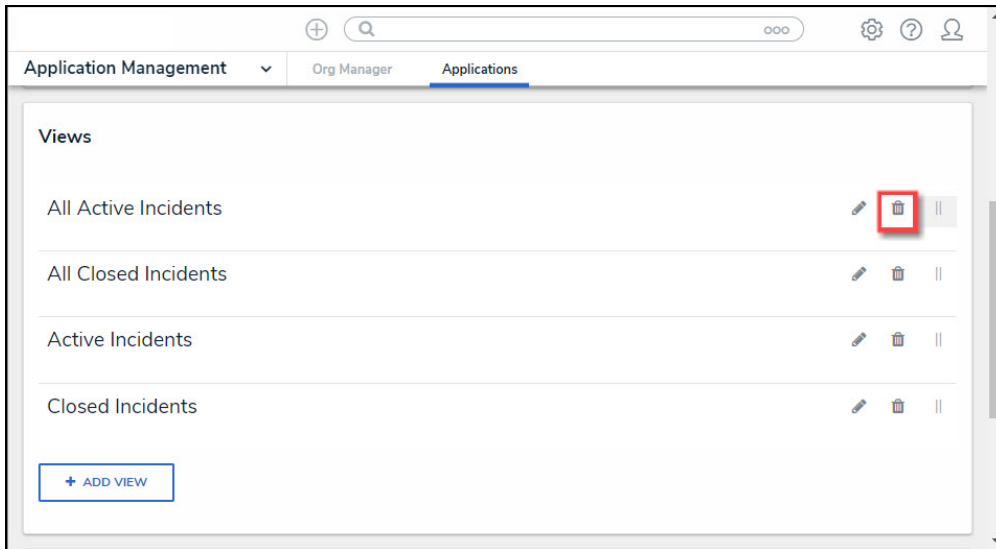 Application Management Org Manager Applications
Views
All Active Incidents
All Closed Incidents
Active Incidents
Closed Incidents
+ ADD VIEW